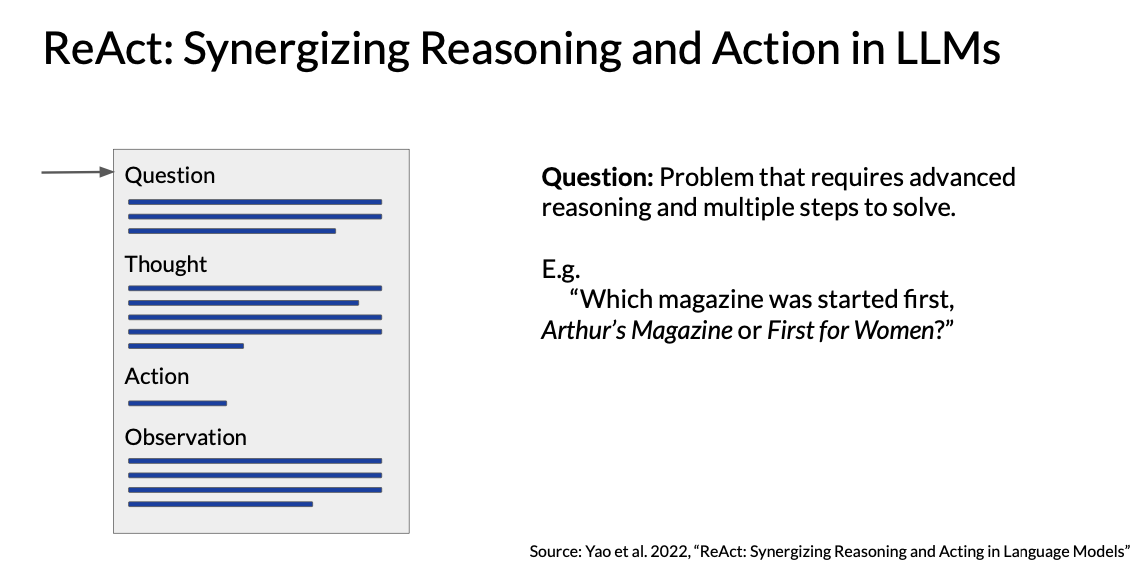 ReAct: Synergizing Reasoning and Action in LLMs
Question
Thought
Action
Observation
Question: Problem that requires advanced
reasoning and multiple steps to solve.
E.g.
“Which magazine was started first,
Arthur’s Magazine or First for Women?”
Source: Yao et al. 2022, “ReAct: Synergizing Reasoning and Acting in Language Models”